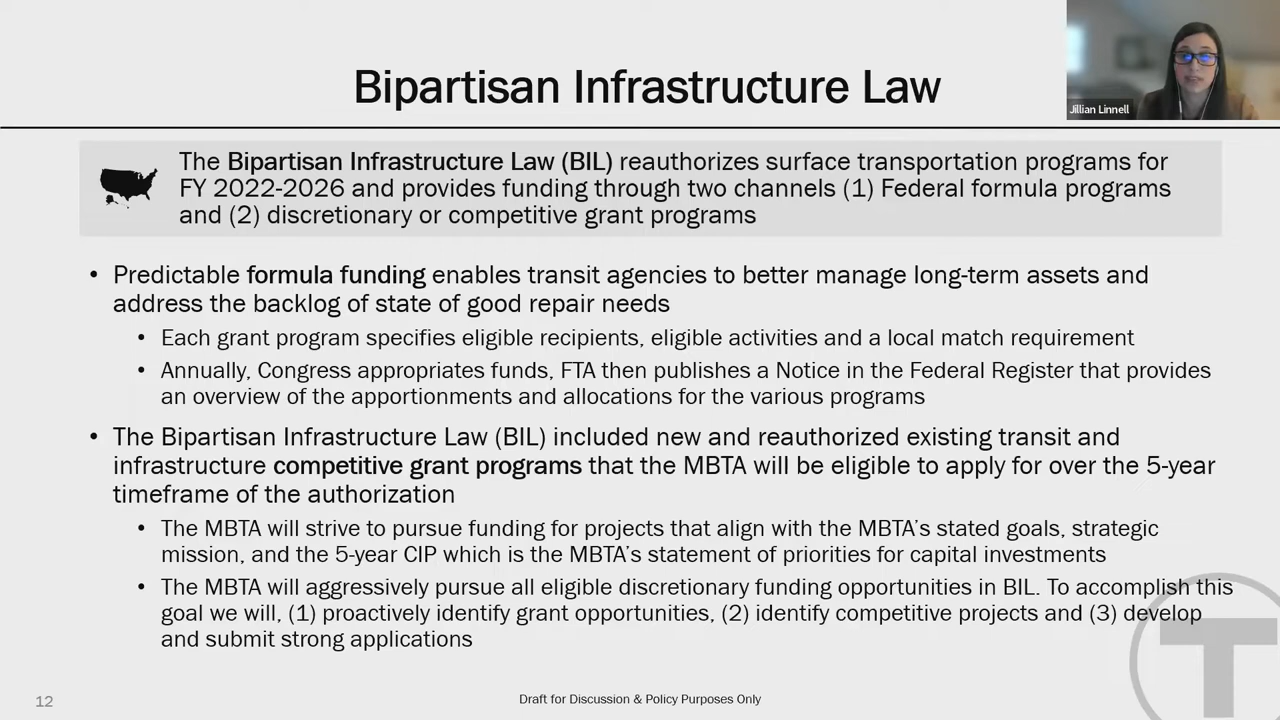 Bipartisan Infrastructure Law
Jillian Linnell
The Bipartisan Infrastructure Law (BIL) reauthorizes surface transportation programs for
FY 2022-2026 and provides funding through two channels (1) Federal formula programs
and (2) discretionary or competitive grant programs
• Predictable formula funding enables transit agencies to better manage long-term assets and
address the backlog of state of good repair needs
• Each grant program specifies eligible recipients, eligible activities and a local match requirement
• Annually, Congress appropriates funds, FTA then publishes a Notice in the Federal Register that provides
an overview of the apportionments and allocations for the various programs
• The Bipartisan Infrastructure Law (BIL) included new and reauthorized existing transit and
infrastructure competitive grant programs that the MBTA will be eligible to apply for over the 5-year
timeframe of the authorization
• The MBTA will strive to pursue funding for projects that align with the MBTA's stated goals, strategic
mission, and the 5-year CIP which is the MBTA's statement of priorities for capital investments
• The MBTA will aggressively pursue all eligible discretionary funding opportunities in BIL. To accomplish this
goal we will, (1) proactively identify grant opportunities, (2) identify competitive projects and (3) develop
and submit strong applications
T
12
Draft for Discussion & Policy Purposes Only